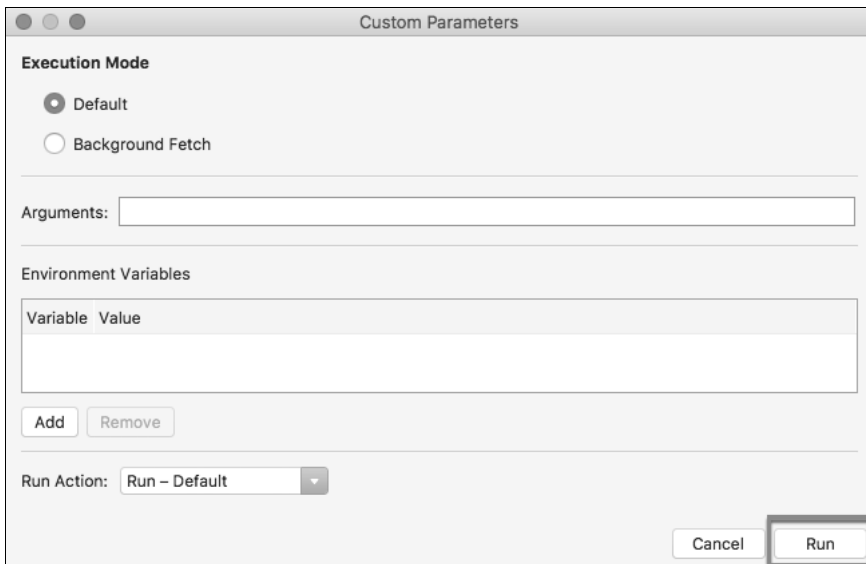 Custom Parameters
Execution Mode
Default
Background Fetch
Arguments:
Environment Variables
Variable Value
Add Remove
Run Action: Run – Default
Cancel Run